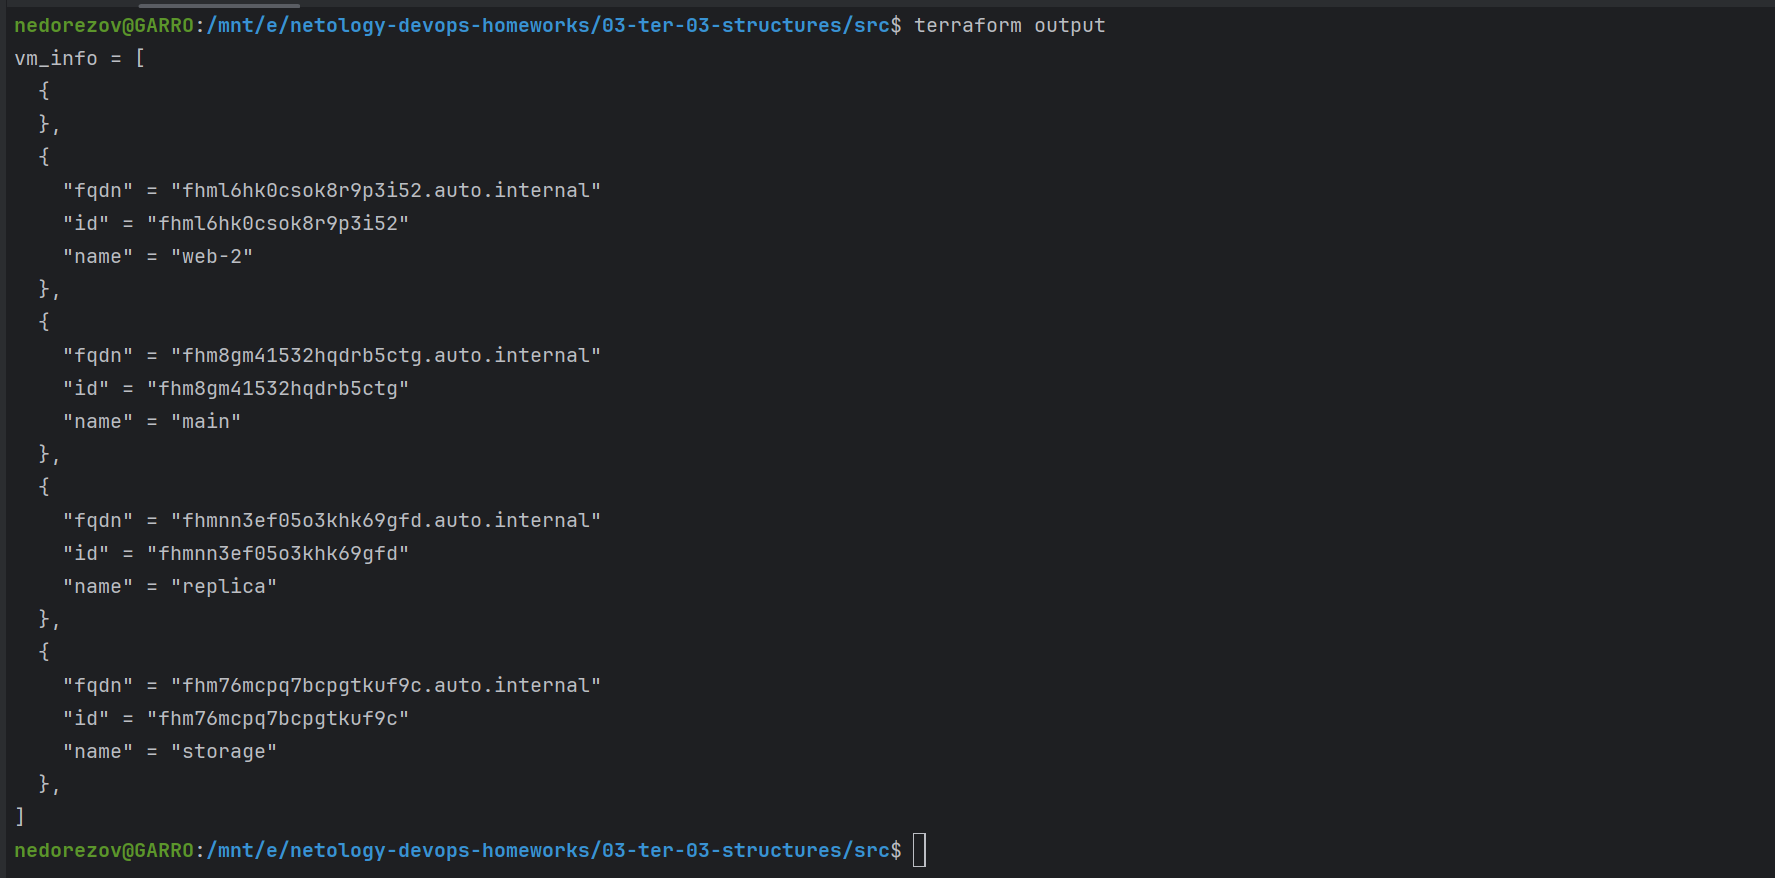 nedorezov@GARRO:/mnt/e/netology-devops-homeworks/03-ter-03-structures/src$ terraform output
vm_info = [
  {
  },
  {
    "fqdn" = "fhml6hk0csok8r9p3i52.auto.internal"
    "id" = "fhml6hk0csok8r9p3i52"
    "name" = "web-2"
  },
  {
    "fqdn" = "fhm8gm41532hqdrb5ctg.auto.internal"
    "id" = "fhm8gm41532hqdrb5ctg"
    "name" = "main"
  },
  {
    "fqdn" = "fhmnn3ef05o3khk69gfd.auto.internal"
    "id" = "fhmnn3ef05o3khk69gfd"
    "name" = "replica"
  },
  {
    "fqdn" = "fhm76mcpq7bcpgtkuf9c.auto.internal"
    "id" = "fhm76mcpq7bcpgtkuf9c"
    "name" = "storage"
  },
]
nedorezov@GARRO:/mnt/e/netology-devops-homeworks/03-ter-03-structures/src$